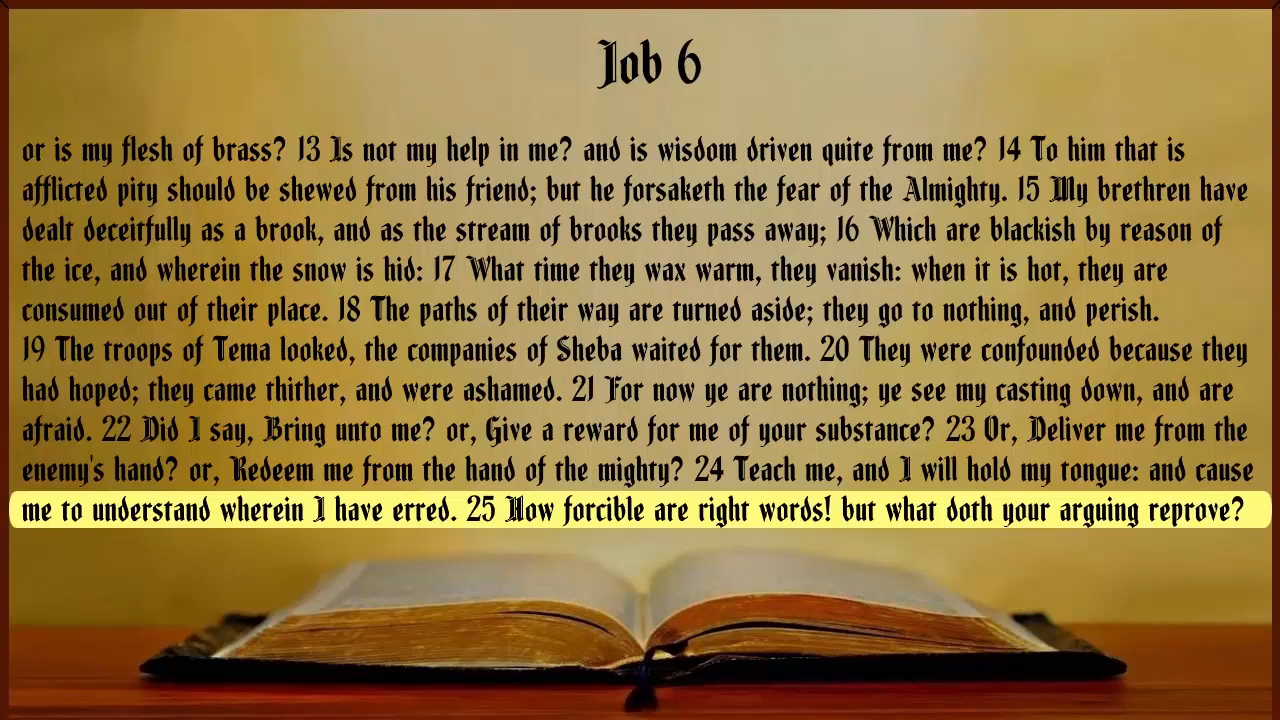 Job 6
or is my flesh of brass? 13 Is not my help in me? and is wisdom driven quite from me? 14 To him that is
afflicted pity should be shewed from his friend; but he forsaketh the fear of the Almighty. 15 My brethren have
dealt deceitfully as a brook, and as the stream of brooks they pass away; 16 Which are blackish by reason of
the ice, and wherein the snow is hid: 17 What time they wax warm, they vanish: when it is hot, they are
consumed out of their place. 18 The paths of their way are turned aside; they go to nothing, and perish.
19 The troops of Tema looked, the companies of Sheba waited for them. 20 They were confounded because they
had hoped; they came thither, and were ashamed. 21 For now ye are nothing; ye see my casting down, and are
afraid. 22 Did I say, Bring unto me? or, Give a reward for me of your substance? 23 Or, Deliver me from the
enemy's hand? or, Redeem me from the hand of the mighty? 24 Teach me, and I will hold my tongue: and cause
me to understand wherein I have erred. 25 How forcible are right words! but what doth your arguing reprove?